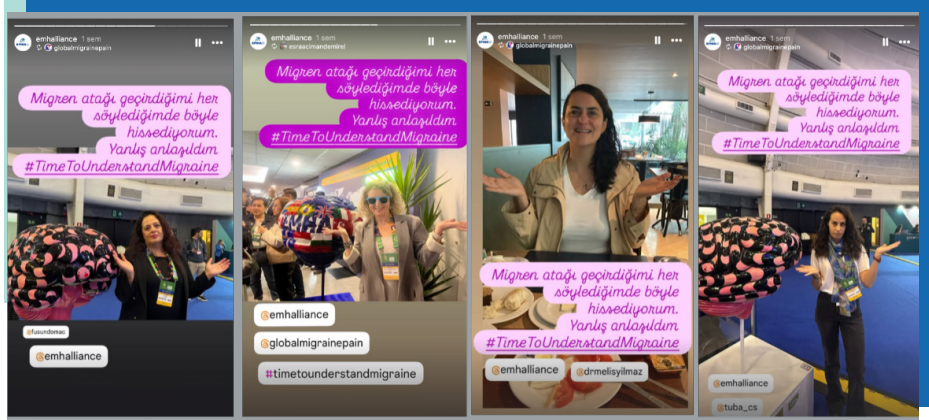 emhalliance 1 sem
globalmigrainepain
Migren atağı geçirdiğimi her
söylediğimde böyle
hissediyorum.
Yanlış anlaşıldım
#TimeToUnderstandMigraine
@fusundomac
@emhalliance
emhalliance 1 sem
esraacimandemirel
Migren atağı geçirdiğimi her
söylediğimde böyle
hissediyorum.
Yanlış anlaşıldım
#TimeToUnderstandMigraine
@emhalliance
@globalmigrainepain
#timetounderstandmigraine
emhalliance 1 sem
globalmigrainepain
Migren atağı geçirdiğimi her
söylediğimde böyle
hissediyorum.
Yanlış anlaşıldım
#TimeToUnderstandMigraine
@emhalliance @drmelisyilmaz
emhalliance 1 sem
globalmigrainepain
Migren atağı geçirdiğimi her
söylediğimde böyle
hissediyorum.
Yanlış anlaşıldım
#TimeToUnderstandMigraine
@emhalliance
@tuba_cs